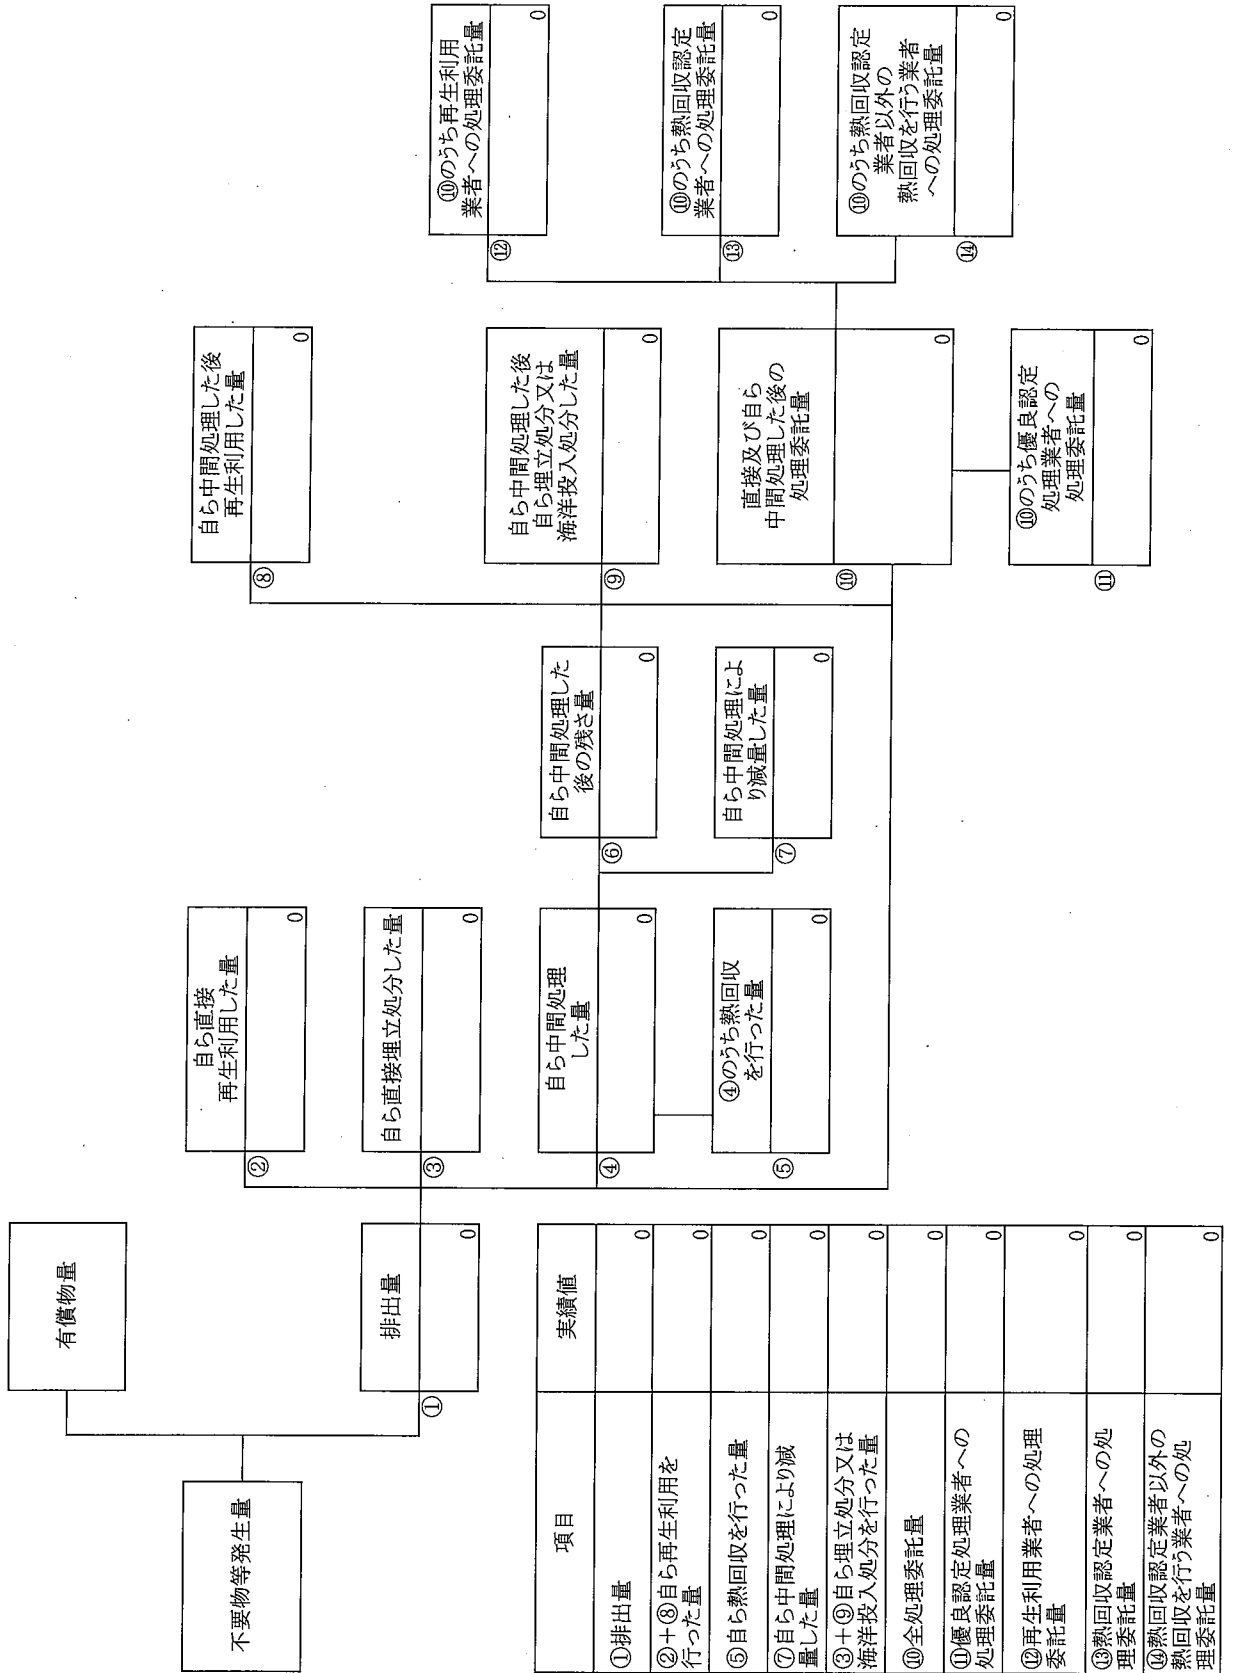 不要物等発生量
有償物量
①
排出量
0
②
自ら直接
再生利用した量
0
③
自ら直接埋立処分した量
0
④
自ら中間処理
した量
0
⑤
④のうち熱回収
を行った量
0
⑥
自ら中間処理した
後の残さ量
0
⑦
自ら中間処理によ
り減量した量
0
⑧
自ら中間処理した後
再生利用した量
0
⑨
自ら中間処理した後
自ら埋立処分又は
海洋投入処分した量
0
⑩
直接及び自ら
中間処理した後の
処理委託量
0
⑪
⑩のうち優良認定
処理業者への
処理委託量
0
⑫
⑩のうち再生利用
業者への処理委託量
0
⑬
⑩のうち熱回収認定
業者への処理委託量
0
⑭
⑩のうち熱回収認定
業者以外の
熱回収を行う業者
への処理委託量
0
項目 実績値
①排出量 0
②+⑧自ら再生利用を
行った量 0
⑤自ら熱回収を行った量 0
⑦自ら中間処理により減
量した量 0
③+⑨自ら埋立処分又は
海洋投入処分を行った量 0
⑩全処理委託量 0
⑪優良認定処理業者への
処理委託量 0
⑫再生利用業者への処理
委託量 0
⑬熱回収認定業者への処
理委託量 0
⑭熱回収認定業者以外の
熱回収を行う業者への処
理委託量 0